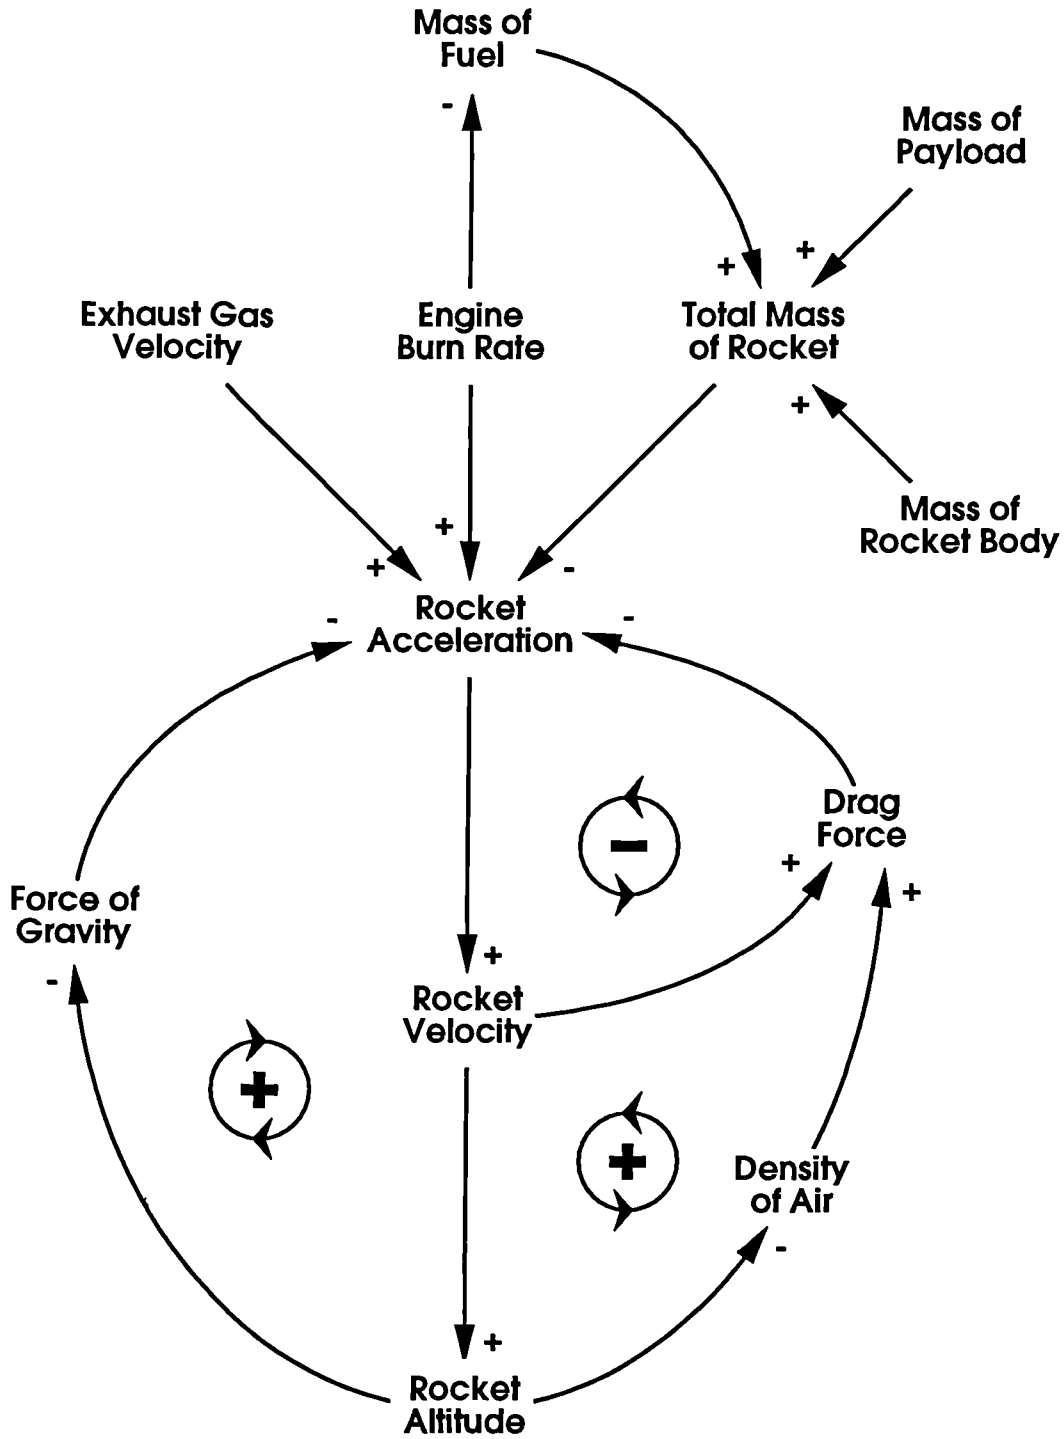 Mass of
Fuel
-
Mass of
Payload
+
+
Exhaust Gas
Velocity
Engine
Burn Rate
Total Mass
of Rocket
+
Mass of
Rocket Body
+
+
-
Rocket
Acceleration
-
-
Drag
Force
-
+
+
Force of
Gravity
-
+
Rocket
Velocity
+
+
Density
of Air
-
+
Rocket
Altitude